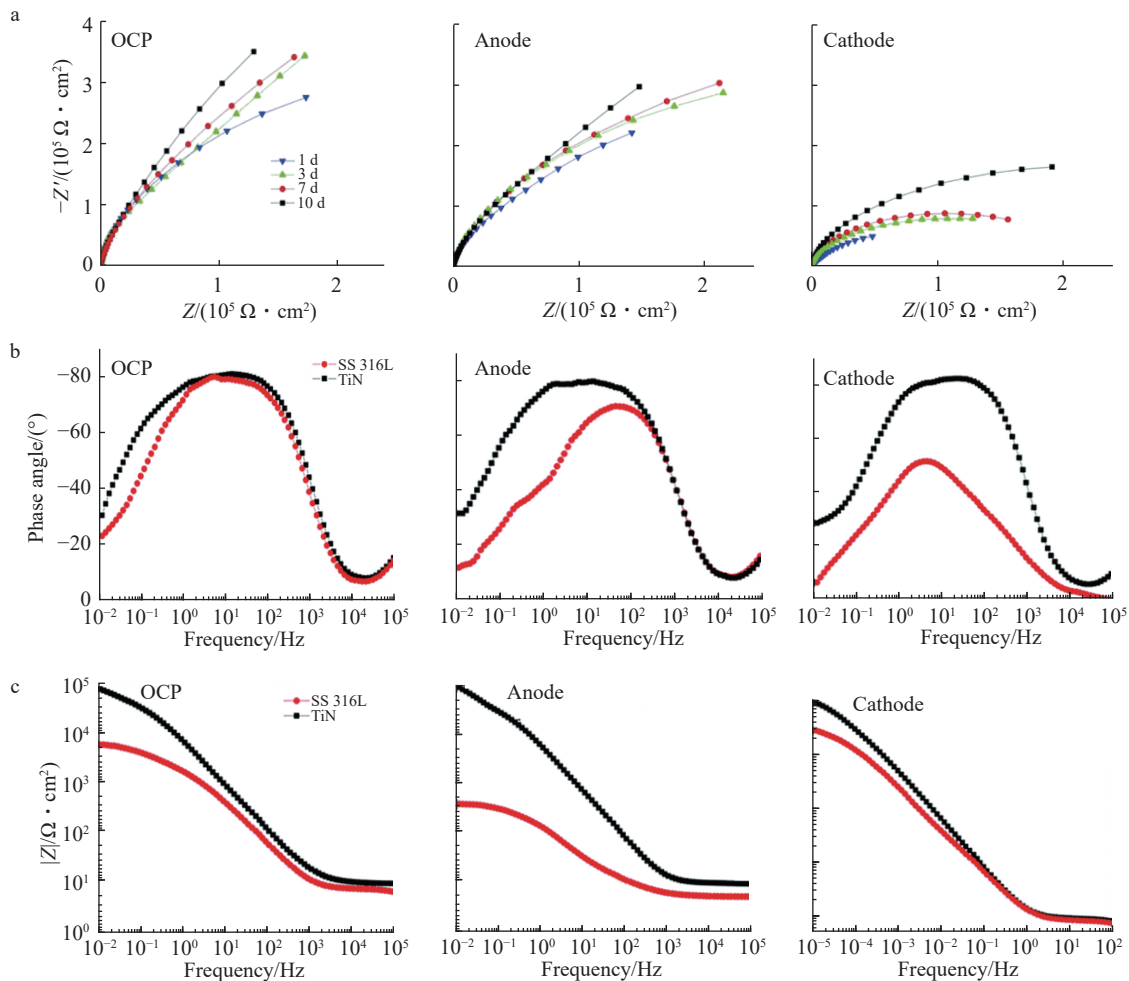 a
OCP
Anode
Cathode
4
3
2
1
0
−Z′/(10⁵ Ω · cm²)
1 d
3 d
7 d
10 d
0 1 2
0 1 2
0 1 2
Z/(10⁵ Ω · cm²)
Z/(10⁵ Ω · cm²)
Z/(10⁵ Ω · cm²)
b
OCP
Anode
Cathode
SS 316L
TiN
−80
−60
−40
−20
0
Phase angle/(°)
10⁻² 10⁻¹ 10⁰ 10¹ 10² 10³ 10⁴ 10⁵
10⁻² 10⁻¹ 10⁰ 10¹ 10² 10³ 10⁴ 10⁵
10⁻² 10⁻¹ 10⁰ 10¹ 10² 10³ 10⁴ 10⁵
Frequency/Hz
Frequency/Hz
Frequency/Hz
c
OCP
Anode
Cathode
SS 316L
TiN
10⁵
10⁴
10³
10²
10¹
10⁰
|Z|/Ω · cm²)
10⁻² 10⁻¹ 10⁰ 10¹ 10² 10³ 10⁴ 10⁵
10⁻² 10⁻¹ 10⁰ 10¹ 10² 10³ 10⁴ 10⁵
10⁻⁵ 10⁻⁴ 10⁻³ 10⁻² 10⁻¹ 10⁰ 10¹ 10²
Frequency/Hz
Frequency/Hz
Frequency/Hz